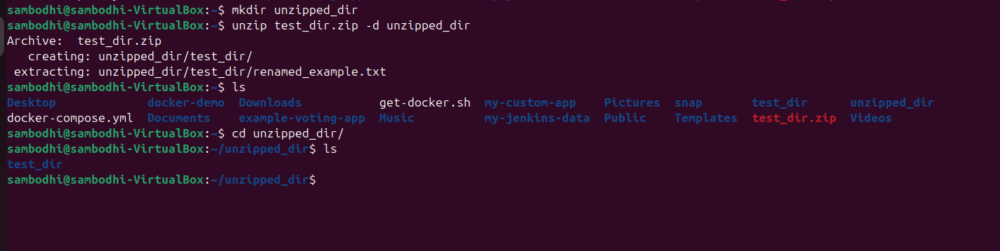 sambodhi@sambodhi-VirtualBox:~$ mkdir unzipped_dir
sambodhi@sambodhi-VirtualBox:~$ unzip test_dir.zip -d unzipped_dir
Archive:  test_dir.zip
   creating: unzipped_dir/test_dir/
 extracting: unzipped_dir/test_dir/renamed_example.txt
sambodhi@sambodhi-VirtualBox:~$ ls
Desktop             docker-demo  Downloads           get-docker.sh  my-custom-app     Pictures  snap       test_dir      unzipped_dir
docker-compose.yml  Documents    example-voting-app  Music          my-jenkins-data  Public    Templates  test_dir.zip  Videos
sambodhi@sambodhi-VirtualBox:~$ cd unzipped_dir/
sambodhi@sambodhi-VirtualBox:~/unzipped_dir$ ls
test_dir
sambodhi@sambodhi-VirtualBox:~/unzipped_dir$